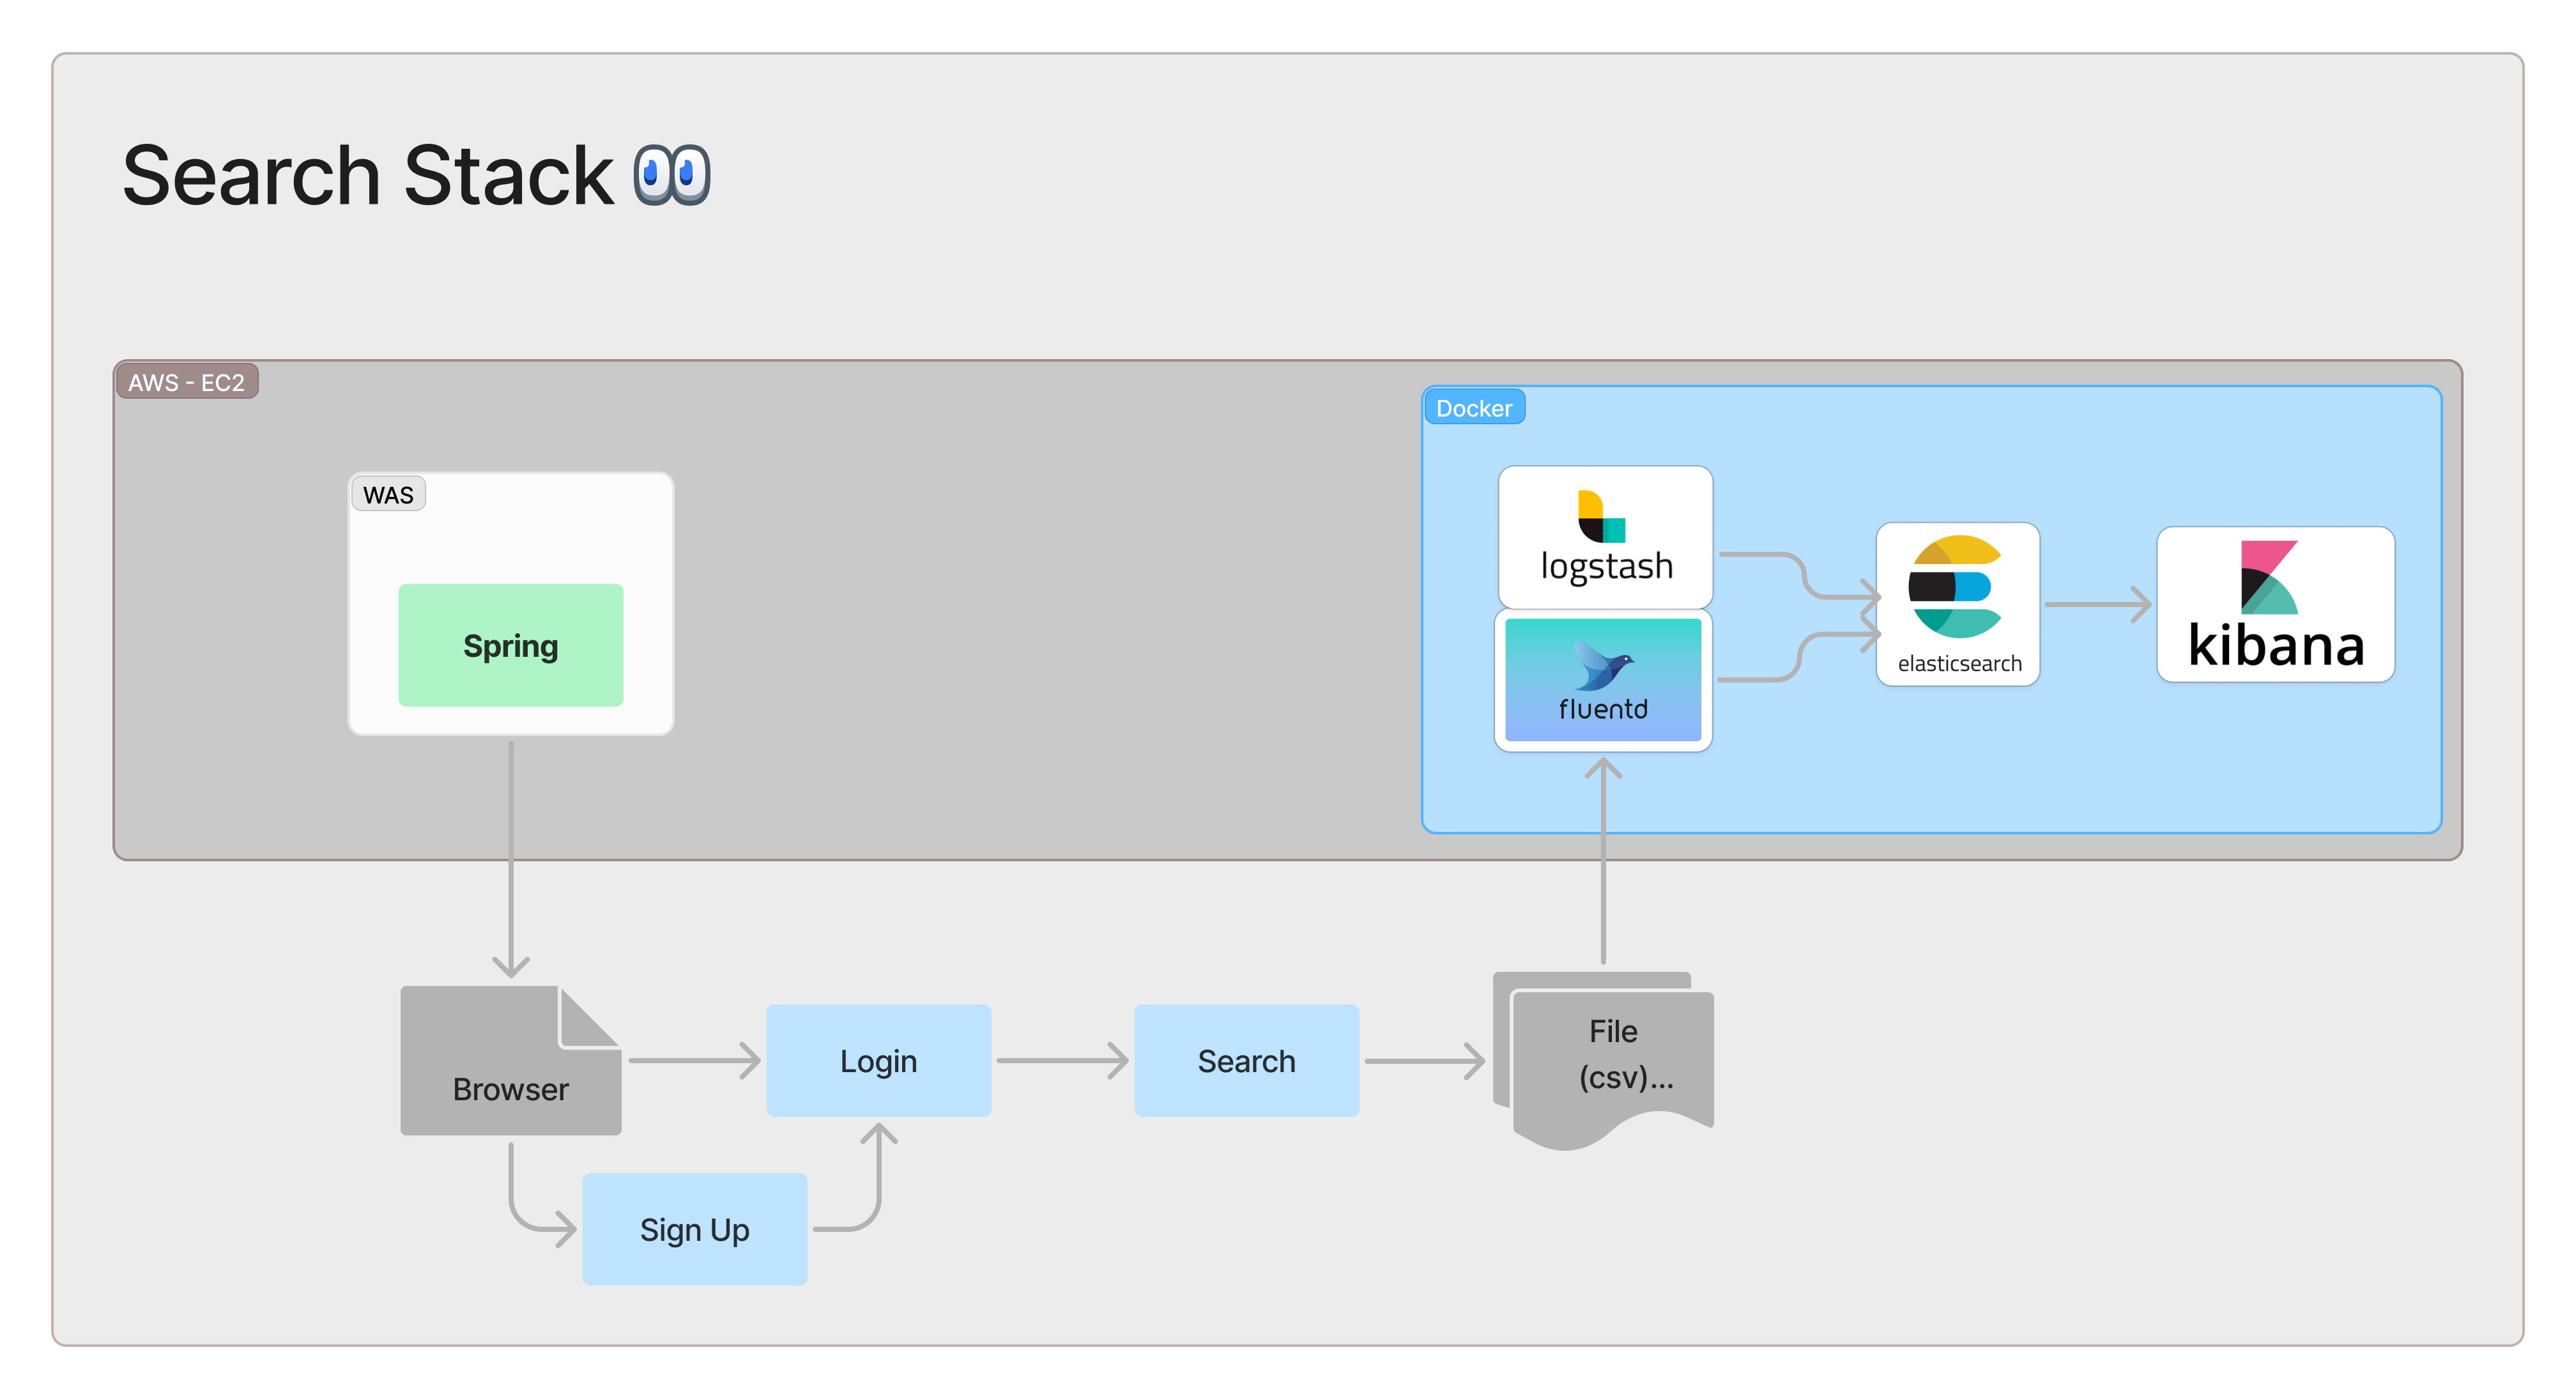 Search Stack 👀
AWS - EC2
Docker
WAS
Spring
logstash
fluentd
elasticsearch
kibana
Browser
Login
Search
File
(csv)...
Sign Up